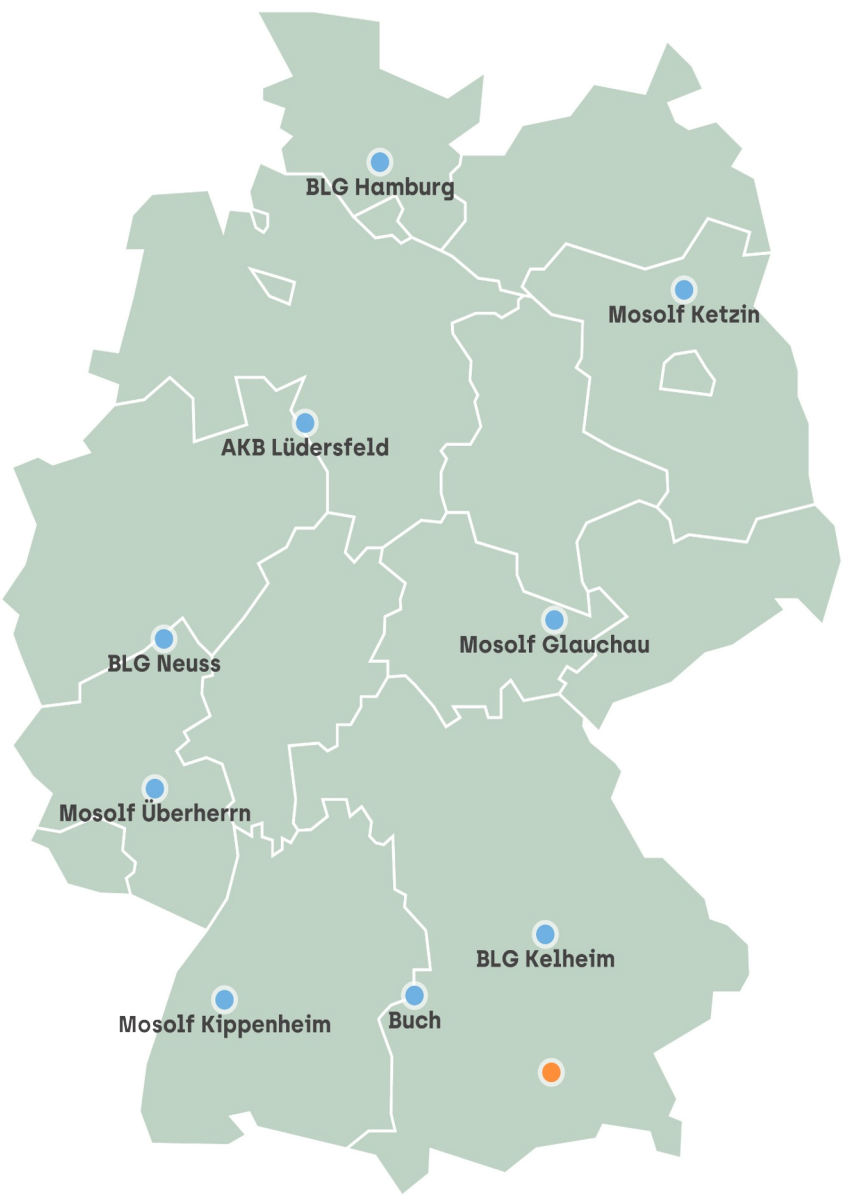 BLG Hamburg
Mosolf Ketzin
AKB Lüdersfeld
Mosolf Glauchau
BLG Neuss
Mosolf Überherrn
BLG Kelheim
Buch
Mosolf Kippenheim